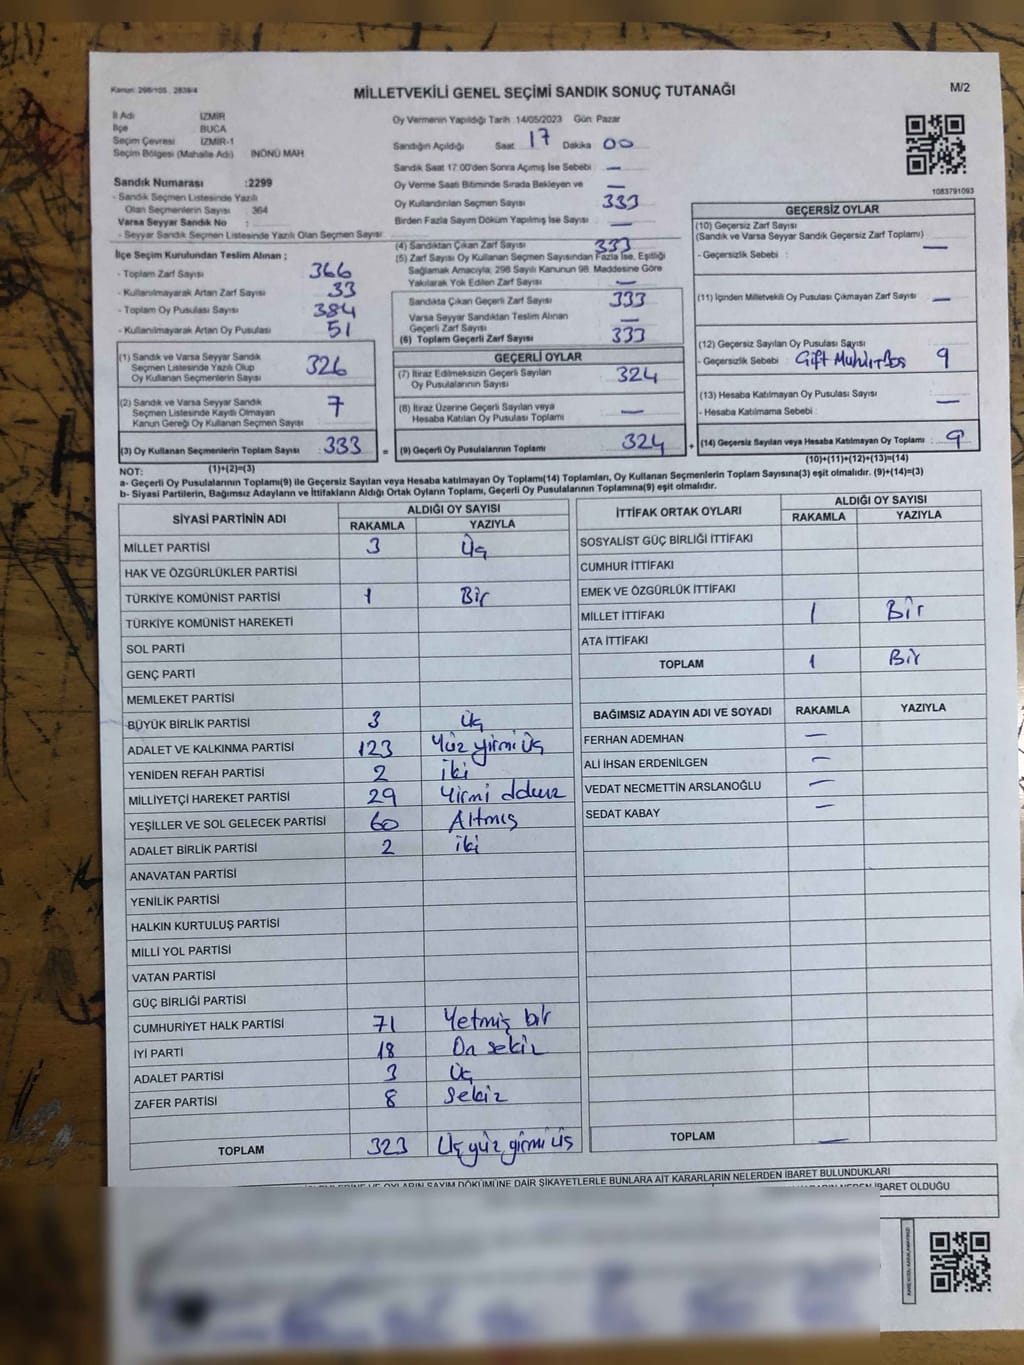 Kanun: 298/105 , 2839/4
MİLLETVEKİLİ GENEL SEÇİMİ SANDIK SONUÇ TUTANAĞI
M/2
İl Adı İZMİR
İlçe BUCA
Seçim Çevresi İZMİR-1
Seçim Bölgesi (Mahalle Adı) İNÖNÜ MAH
Oy Vermenin Yapıldığı Tarih :14/05/2023 Gün: Pazar
Sandığın Açıldığı Saat 17 Dakika 00
Sandık Saat 17:00'den Sonra Açımış İse Sebebi : —
Oy Verme Saati Bitiminde Sırada Bekleyen ve : —
Oy Kullandırılan Seçmen Sayısı 333
Birden Fazla Sayım Döküm Yapılmış İse Sayısı : —
1083791093
Sandık Numarası :2299
- Sandık Seçmen Listesinde Yazılı
Olan Seçmenlerin Sayısı : 364
Varsa Seyyar Sandık No :
- Seyyar Sandık Seçmen Listesinde Yazılı Olan Seçmen Sayısı :
İlçe Seçim Kurulundan Teslim Alınan ;
- Toplam Zarf Sayısı : 366
- Kullanılmayarak Artan Zarf Sayısı : 33
- Toplam Oy Pusulası Sayısı : 384
- Kullanılmayarak Artan Oy Pusulası : 51
(4) Sandıktan Çıkan Zarf Sayısı : 333
(5) Zarf Sayısı Oy Kullanan Seçmen Sayısından Fazla İse, Eşitliği
Sağlamak Amacıyla; 298 Sayılı Kanunun 98. Maddesine Göre
Yakılarak Yok Edilen Zarf Sayısı : —
Sandıkta Çıkan Geçerli Zarf Sayısı : 333
Varsa Seyyar Sandıktan Teslim Alınan
Geçerli Zarf Sayısı : —
(6) Toplam Geçerli Zarf Sayısı : 333
GEÇERSİZ OYLAR
(10) Geçersiz Zarf Sayısı
(Sandık ve Varsa Seyyar Sandık Geçersiz Zarf Toplamı) : —
- Geçersizlik Sebebi :
(11) İçinden Milletvekili Oy Pusulası Çıkmayan Zarf Sayısı : —
(12) Geçersiz Sayılan Oy Pusulası Sayısı
- Geçersizlik Sebebi : 9
(13) Hesaba Katılmayan Oy Pusulası Sayısı : —
- Hesaba Katılmama Sebebi :
(14) Geçersiz Sayılan veya Hesaba Katılmayan Oy Toplamı : 9
(10)+(11)+(12)+(13)=(14)
(1) Sandık ve Varsa Seyyar Sandık
Seçmen Listesinde Yazılı Olup
Oy Kullanan Seçmenlerin Sayısı : 326
(2) Sandık ve Varsa Seyyar Sandık
Seçmen Listesinde Kayıtlı Olmayan
Kanun Gereği Oy Kullanan Seçmen Sayısı : 7
(3) Oy Kullanan Seçmenlerin Toplam Sayısı : 333
(1)+(2)=(3)
GEÇERLİ OYLAR
(7) İtiraz Edilmeksizin Geçerli Sayılan
Oy Pusulalarının Sayısı : 324
(8) İtiraz Üzerine Geçerli Sayılan veya
Hesaba Katılan Oy Pusulası Toplamı : —
= (9) Geçerli Oy Pusulalarının Toplamı : 324 +
NOT:
a- Geçerli Oy Pusulalarının Toplamı(9) ile Geçersiz Sayılan veya Hesaba katılmayan Oy Toplamı(14) Toplamları, Oy Kullanan Seçmenlerin Toplam Sayısına(3) eşit olmalıdır. (9)+(14)=(3)
b- Siyasi Partilerin, Bağımsız Adayların ve İttifakların Aldığı Ortak Oyların Toplamı, Geçerli Oy Pusulalarının Toplamına(9) eşit olmalıdır.
SİYASİ PARTİNİN ADI ALDIĞI OY SAYISI
RAKAMLA YAZIYLA
MİLLET PARTİSİ 3 Üç
HAK VE ÖZGÜRLÜKLER PARTİSİ
TÜRKİYE KOMÜNİST PARTİSİ 1 Bir
TÜRKİYE KOMÜNİST HAREKETİ
SOL PARTİ
GENÇ PARTİ
MEMLEKET PARTİSİ
BÜYÜK BİRLİK PARTİSİ 3 Üç
ADALET VE KALKINMA PARTİSİ 123 Yüz yirmi üç
YENİDEN REFAH PARTİSİ 2 iki
MİLLİYETÇİ HAREKET PARTİSİ 29 Yirmi
YEŞİLLER VE SOL GELECEK PARTİSİ 60 Altmış
ADALET BİRLİK PARTİSİ 2 iki
ANAVATAN PARTİSİ
YENİLİK PARTİSİ
HALKIN KURTULUŞ PARTİSİ
MİLLİ YOL PARTİSİ
VATAN PARTİSİ
GÜÇ BİRLİĞİ PARTİSİ
CUMHURİYET HALK PARTİSİ 71 Yetmiş bir
İYİ PARTİ 18 On sekiz
ADALET PARTİSİ 3 Üç
ZAFER PARTİSİ 8 Sekiz
TOPLAM 323 Üç yüz girmi üş
İTTİFAK ORTAK OYLARI ALDIĞI OY SAYISI
RAKAMLA YAZIYLA
SOSYALİST GÜÇ BİRLİĞİ İTTİFAKI
CUMHUR İTTİFAKI
EMEK VE ÖZGÜRLÜK İTTİFAKI
MİLLET İTTİFAKI 1 Bir
ATA İTTİFAKI
TOPLAM 1 Bir
BAĞIMSIZ ADAYIN ADI VE SOYADI RAKAMLA YAZIYLA
FERHAN ADEMHAN —
ALİ İHSAN ERDENİLGEN —
VEDAT NECMETTİN ARSLANOĞLU —
SEDAT KABAY —
TOPLAM —
OYLARIN SAYIM DÖKÜMÜNE DAİR ŞİKAYETLERLE BUNLARA AİT KARARLARIN NELERDEN İBARET BULUNDUKLARI
İBARET OLDUĞU